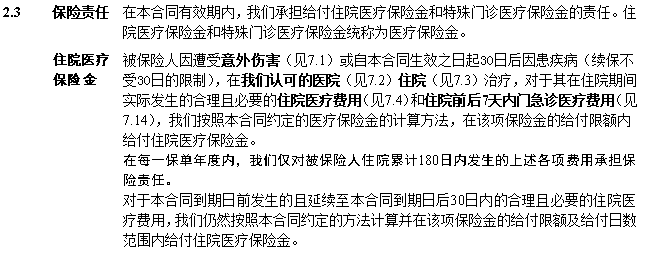 2.3 保险责任 在本合同有效期内，我们承担给付住院医疗保险金和特殊门诊医疗保险金的责任。住
院医疗保险金和特殊门诊医疗保险金统称为医疗保险金。
住院医疗 被保险人因遭受意外伤害（见7.1）或自本合同生效之日起30日后因患疾病（续保不
保险金 受30日的限制），在我们认可的医院（见7.2）住院（见7.3）治疗，对于其在住院期间
实际发生的合理且必要的住院医疗费用（见7.4）和住院前后7天内门急诊医疗费用（见
7.14），我们按照本合同约定的医疗保险金的计算方法，在该项保险金的给付限额内
给付住院医疗保险金。
在每一保单年度内，我们仅对被保险人住院累计180日内发生的上述各项费用承担保
险责任。
对于本合同到期日前发生的且延续至本合同到期日后30日内的合理且必要的住院医
疗费用，我们仍然按照本合同约定的方法计算并在该项保险金的给付限额及给付日数
范围内给付住院医疗保险金。